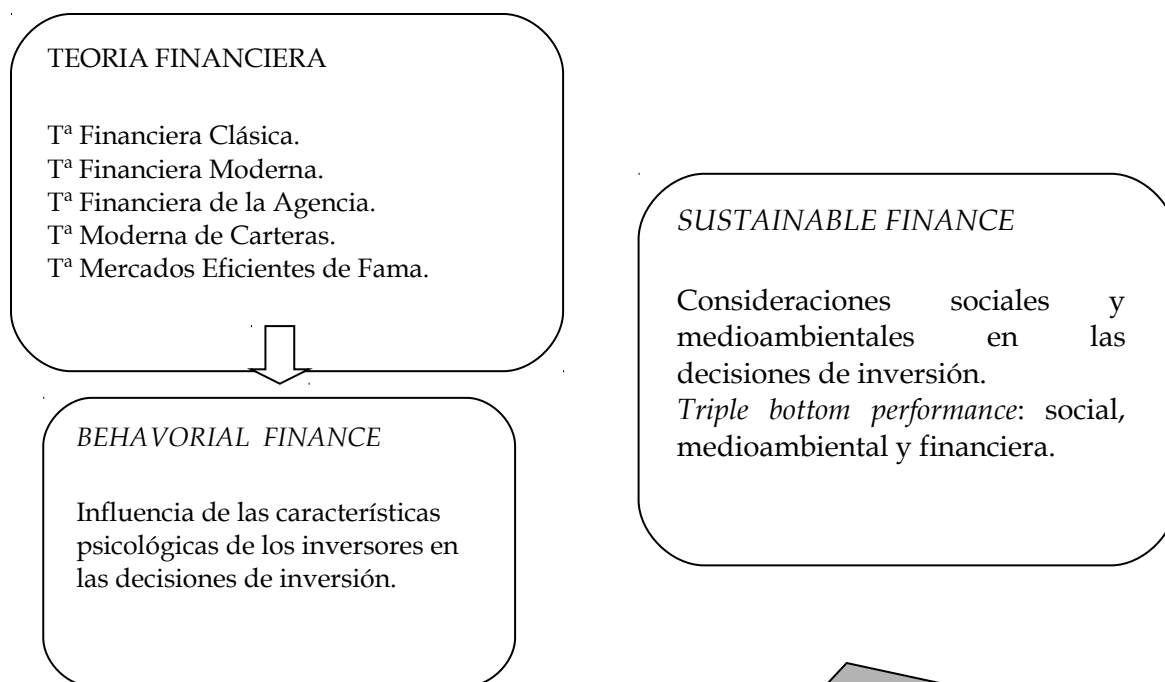 TEORIA FINANCIERA
Tª Financiera Clásica.
Tª Financiera Moderna.
Tª Financiera de la Agencia.
Tª Moderna de Carteras.
Tª Mercados Eficientes de Fama.
BEHAVORIAL FINANCE
Influencia de las características
psicológicas de los inversores en
las decisiones de inversión.
SUSTAINABLE FINANCE
Consideraciones sociales y
medioambientales en las
decisiones de inversión.
Triple bottom performance: social,
medioambiental y financiera.